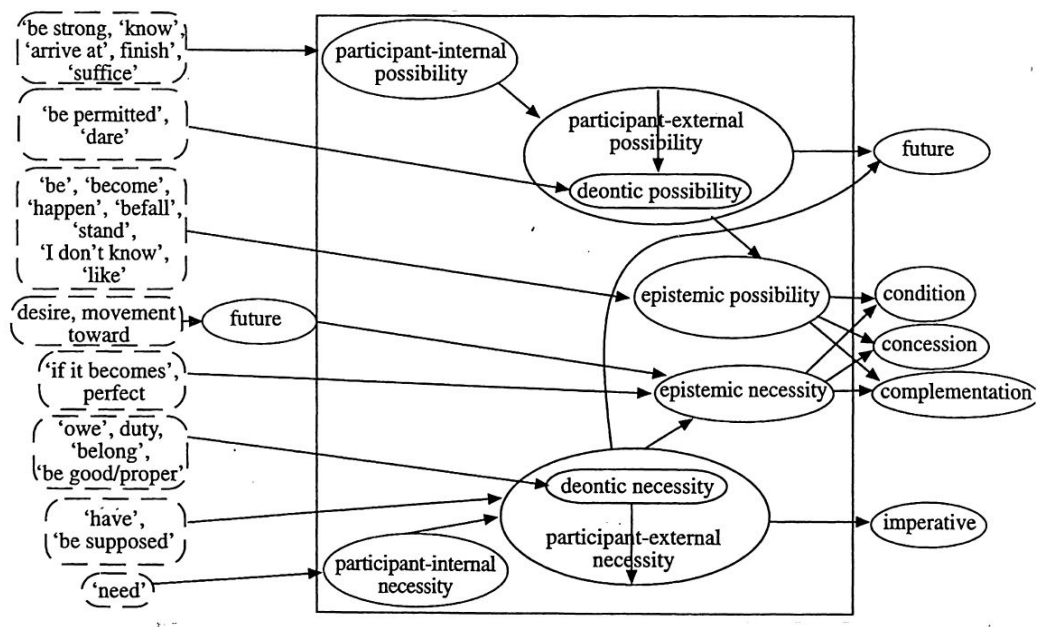 'be strong, 'know',
'arrive at', finish',
'suffice'
participant-internal
possibility
'be permitted',
'dare'
participant-external
possibility
deontic possibility
future
'be', 'become',
'happen', 'befall',
'stand',
'I don't know',
'like'
epistemic possibility
condition
desire, movement
toward
future
concession
'if it becomes',
perfect
epistemic necessity
complementation
'owe', duty,
'belong',
'be good/proper'
deontic necessity
'have',
'be supposed'
participant-external
necessity
imperative
participant-internal
necessity
'need'